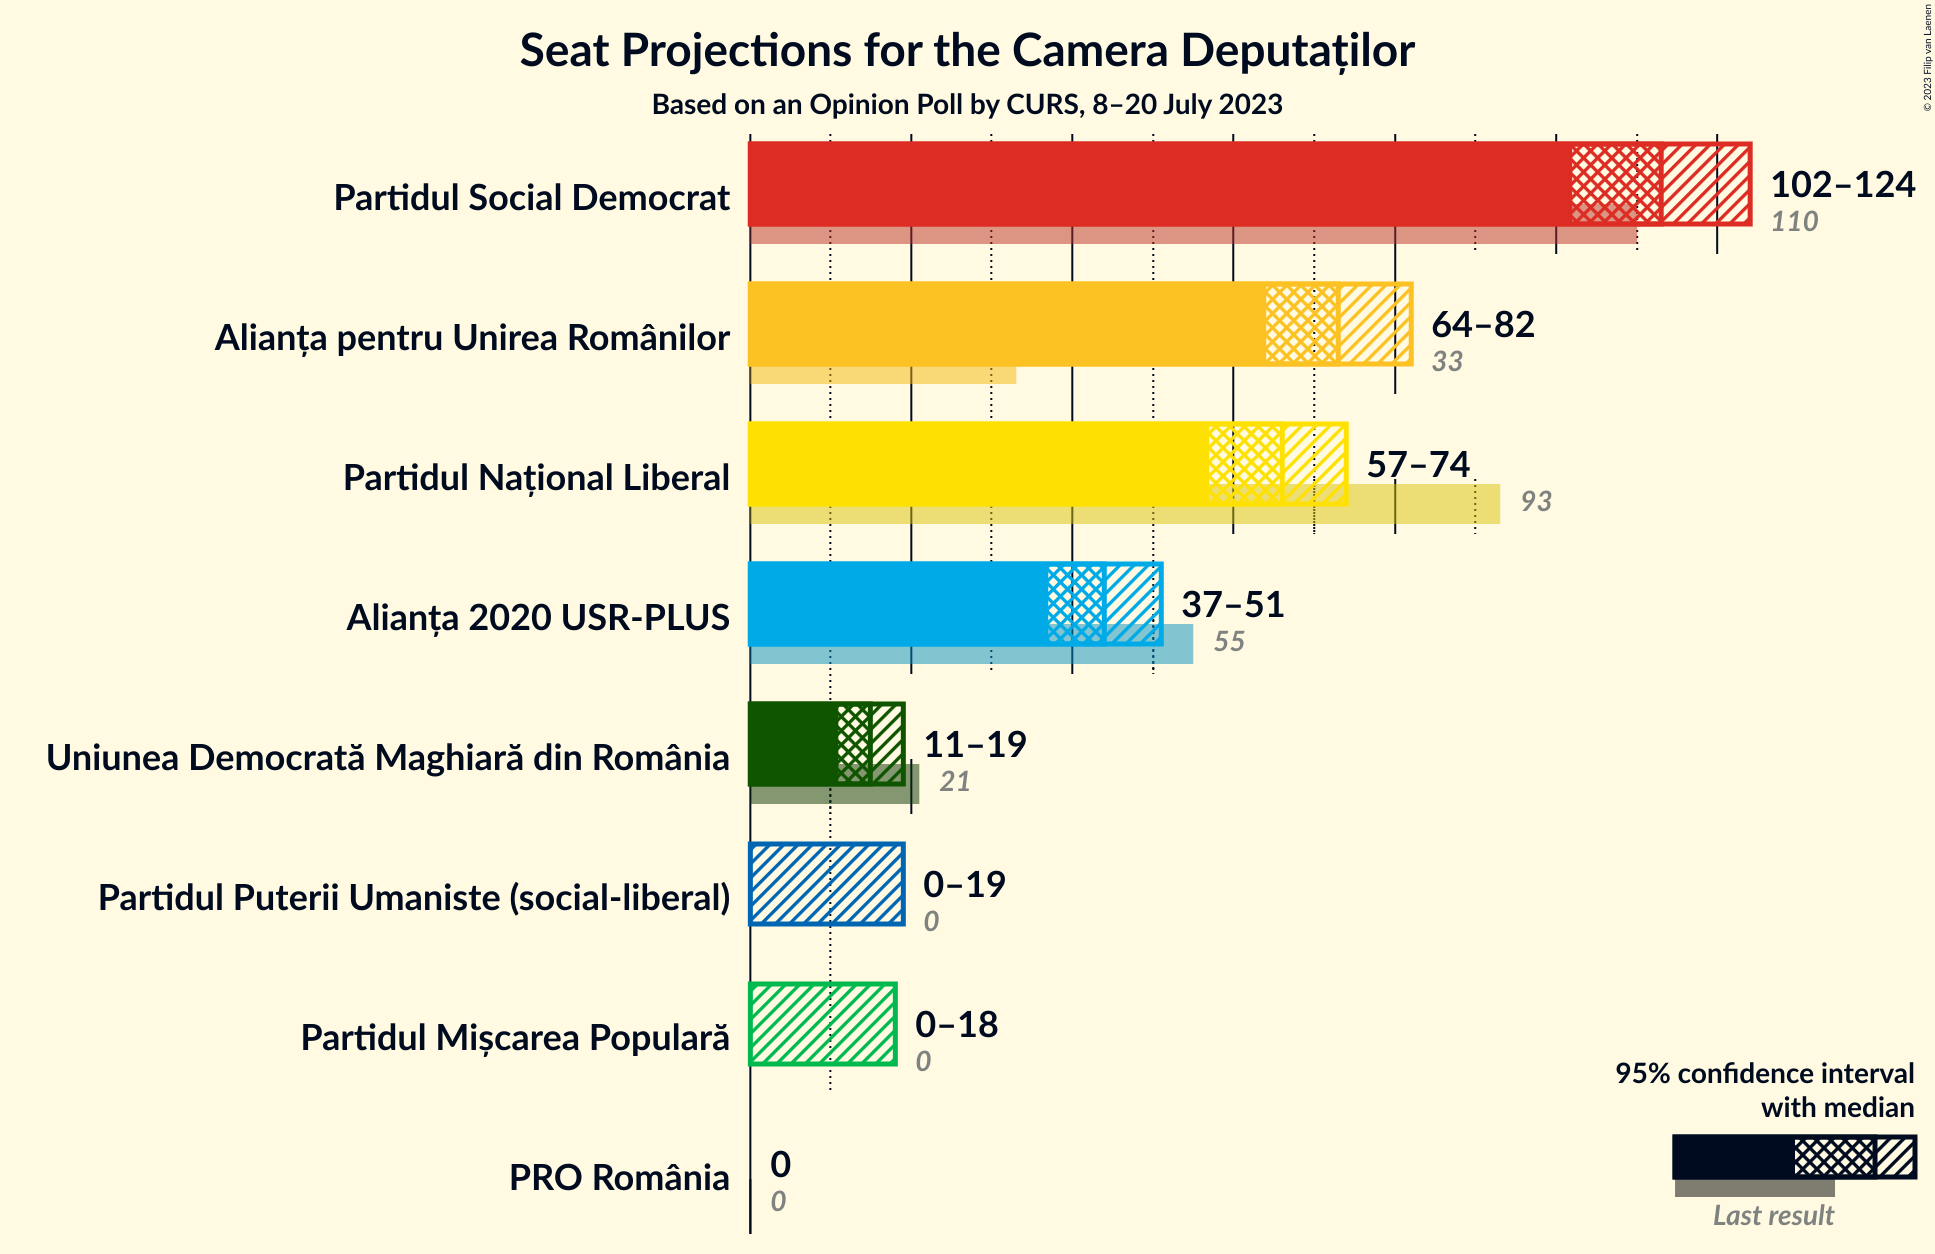 Seat Projections for the Camera Deputaților
Based on an Opinion Poll by CURS, 8–20 July 2023
© 2023 Filip van Laenen
Partidul Social Democrat
102–124
110
Alianța pentru Unirea Românilor
64–82
33
Partidul Național Liberal
57–74
93
Alianța 2020 USR-PLUS
37–51
55
Uniunea Democrată Maghiară din România
11–19
21
Partidul Puterii Umaniste (social-liberal)
0–19
0
Partidul Mișcarea Populară
0–18
0
PRO România
0
0
95% confidence interval
with median
Last result